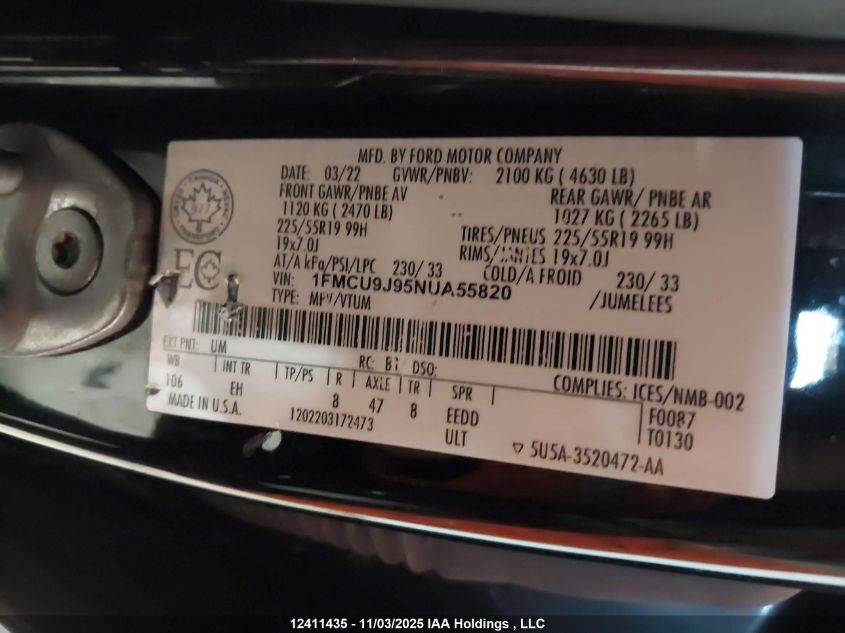 MFD. BY FORD MOTOR COMPANY
DATE: 03/22 GVWR/PNBV: 2100 KG ( 4630 LB)
FRONT GAWR/PNBE AV REAR GAWR/ PNBE AR
1120 KG ( 2470 LB) 1027 KG ( 2265 LB)
225/55R19 99H TIRES/PNEUS 225/55R19 99H
19x7.0J RIMS/ 19x7.0J
AT/A kPa/PSI/LPC 230/ 33 COLD/A FROID 230/ 33
VIN: 1FMCU9J95NUA55820 /JUMELEES
TYPE: MPV/VTUM
EXT PNT: UM RC: DSO:
WB INT TR TP/PS R AXLE TR SPR COMPLIES: ICES/NMB-002
106 EH 8 47 8 EEDD F0087
MADE IN U.S.A. 1202203172473 ULT T0130
▽ 5U5A-3520472-AA
EC
12411435 - 11/03/2025 IAA Holdings , LLC